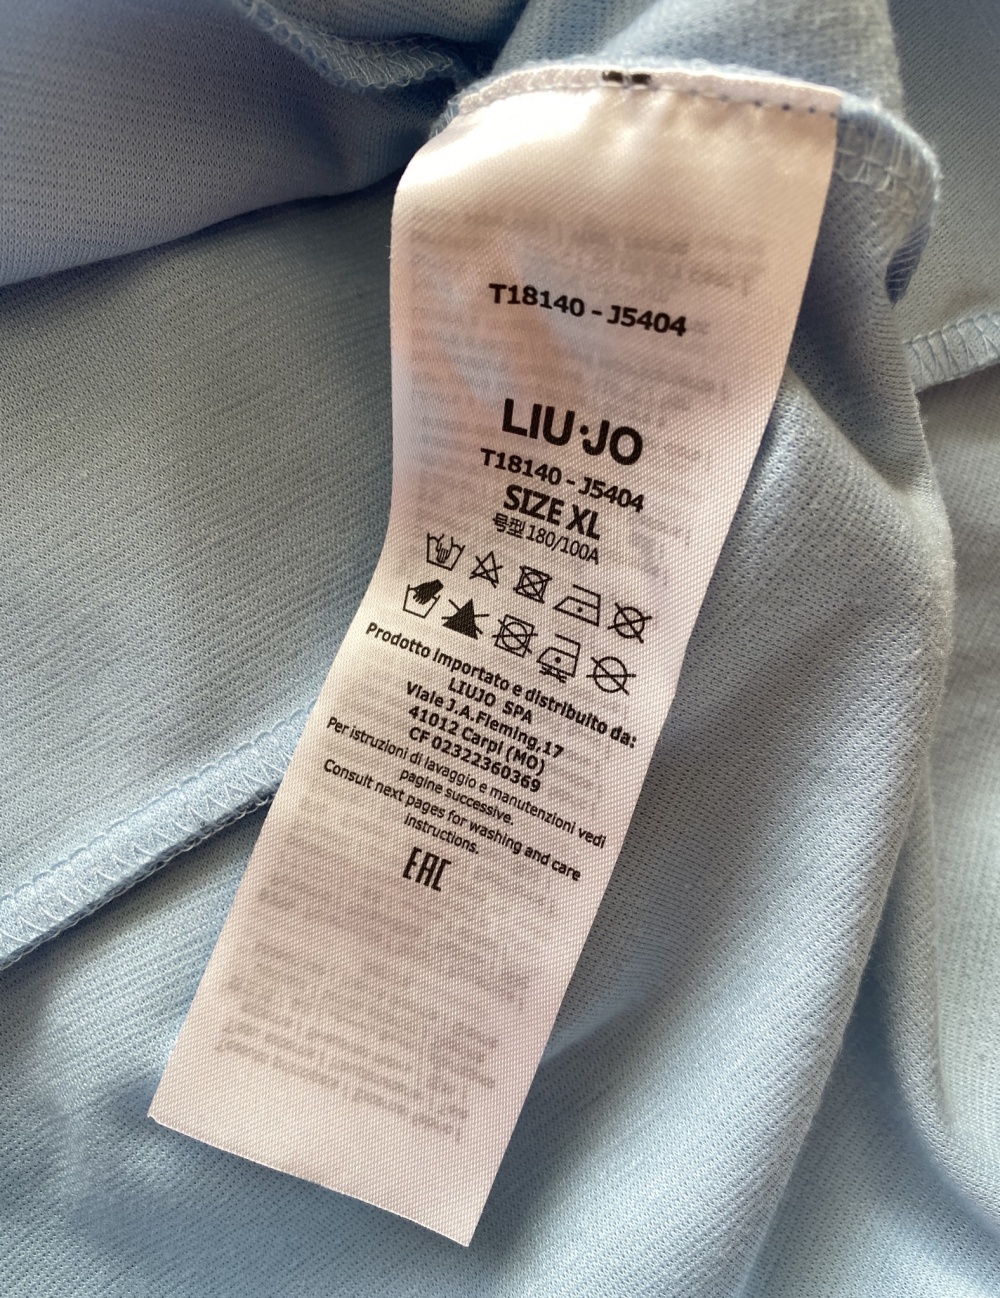 T18140 - J5404
LIU·JO
T18140 - J5404
SIZE XL
号型 180/100A
Prodotto importato e distribuito da:
LIUJO SPA
Viale J.A.Fleming,17
41012 Carpi (MO)
CF 02322360369
Per istruzioni di lavaggio e manutenzioni vedi
pagine successive.
Consult next pages for washing and care
instructions.
EAC